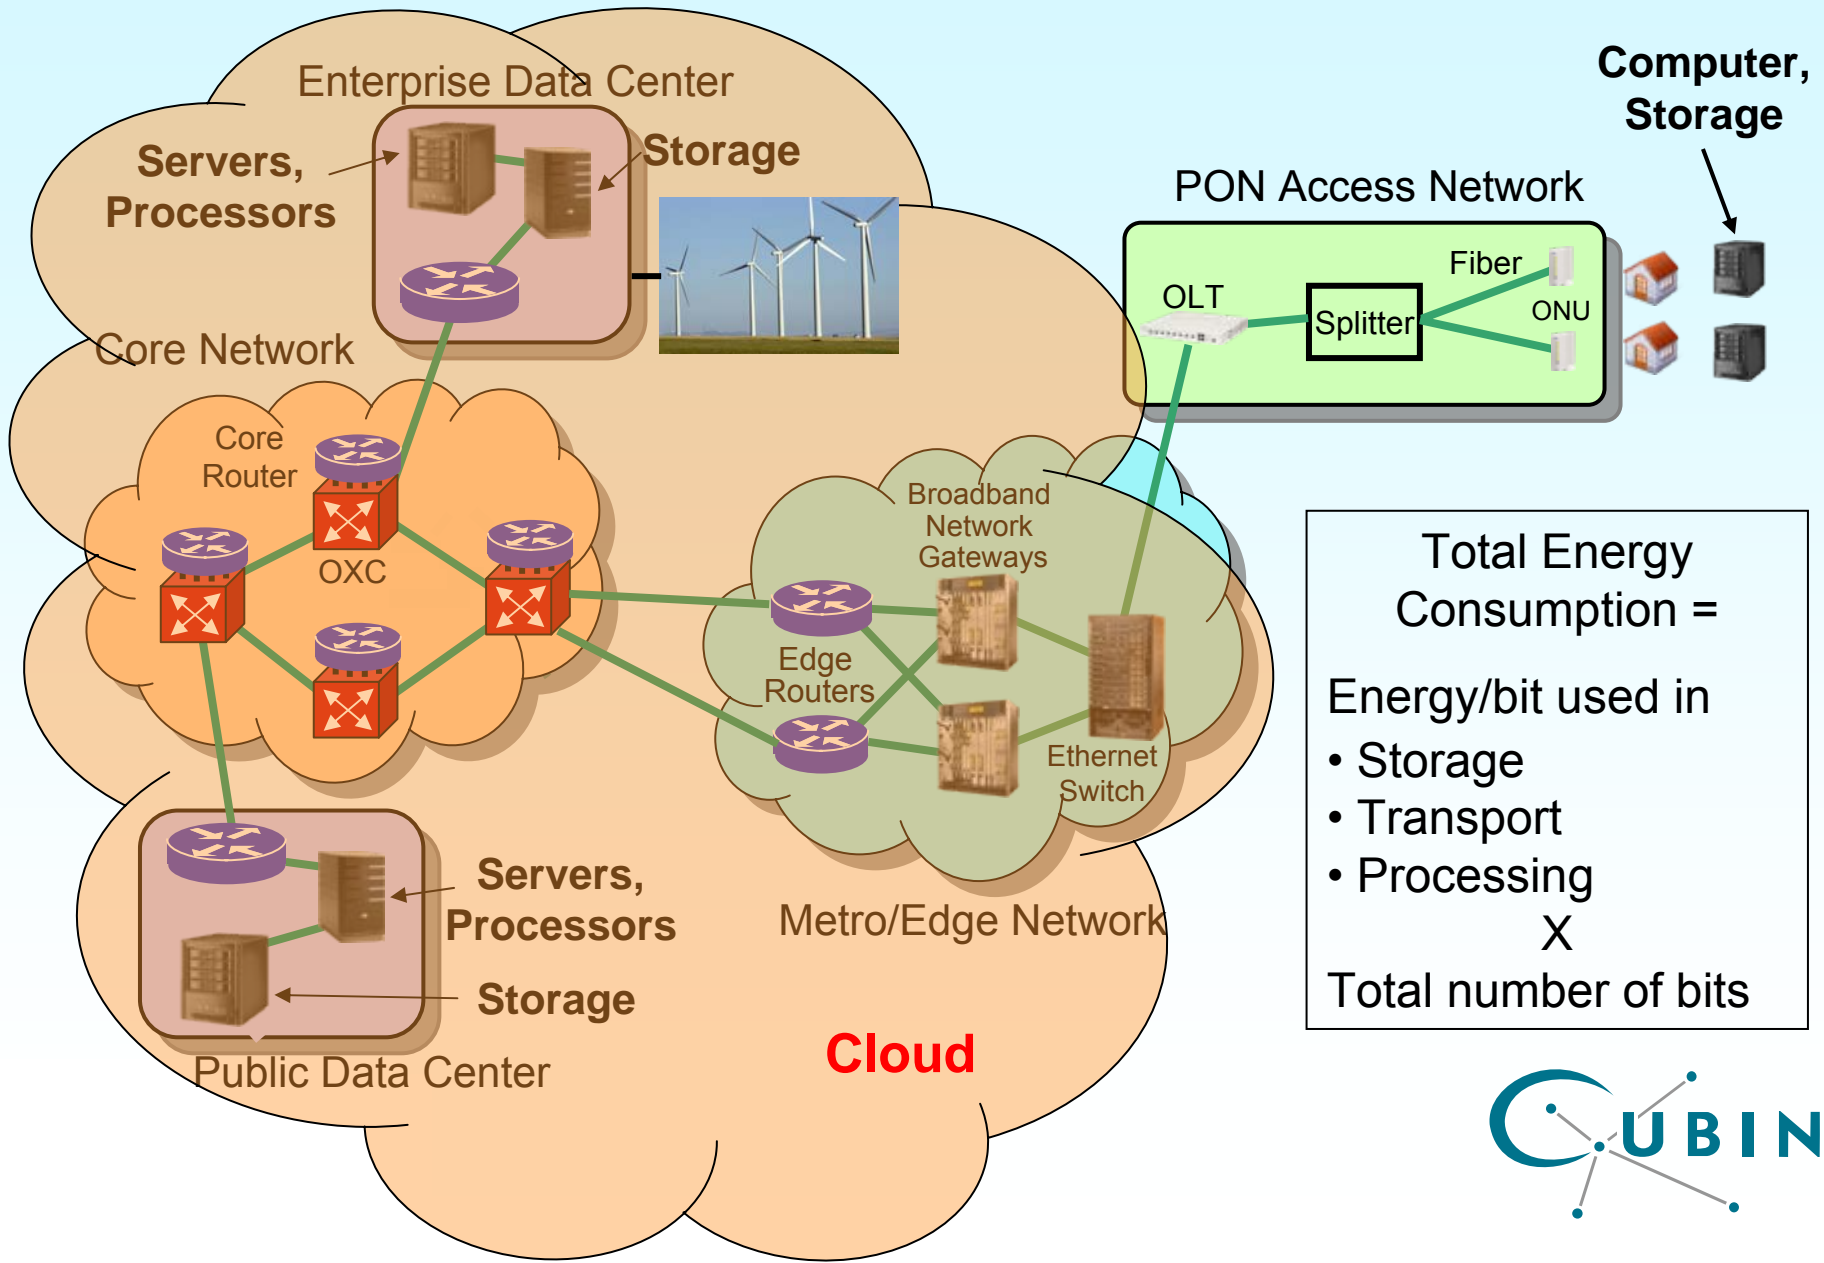 Enterprise Data Center
Servers,
Processors
Storage
Computer,
Storage
PON Access Network
Fiber
OLT
Splitter
ONU
Core Network
Core
Router
OXC
Broadband
Network
Gateways
Edge
Routers
Ethernet
Switch
Metro/Edge Network
Servers,
Processors
Storage
Public Data Center
Cloud
Total Energy
Consumption =
Energy/bit used in
• Storage
• Transport
• Processing
X
Total number of bits
CUBIN